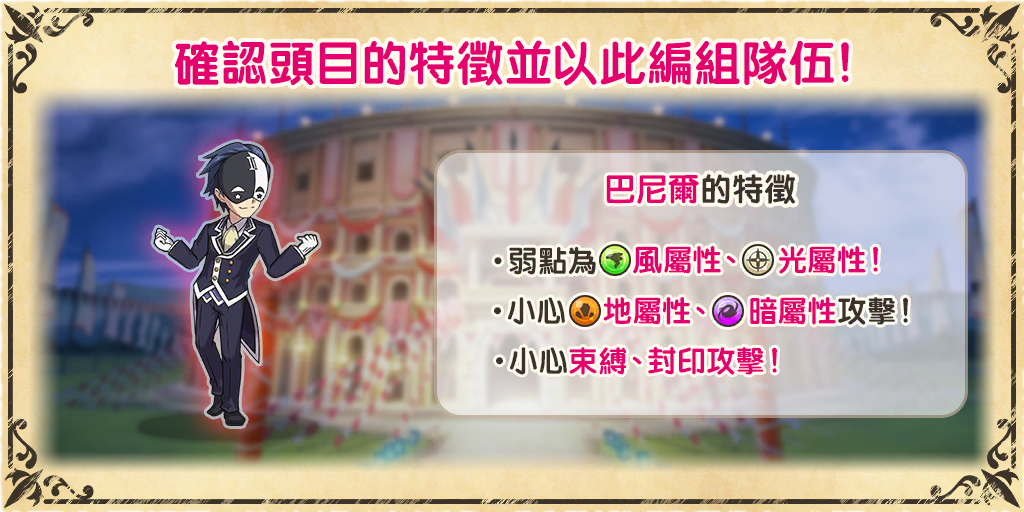 確認頭目的特徵並以此編組隊伍!
巴尼爾的特徵
・弱點為風屬性、光屬性!
・小心地屬性、暗屬性攻擊!
・小心束縛、封印攻擊!